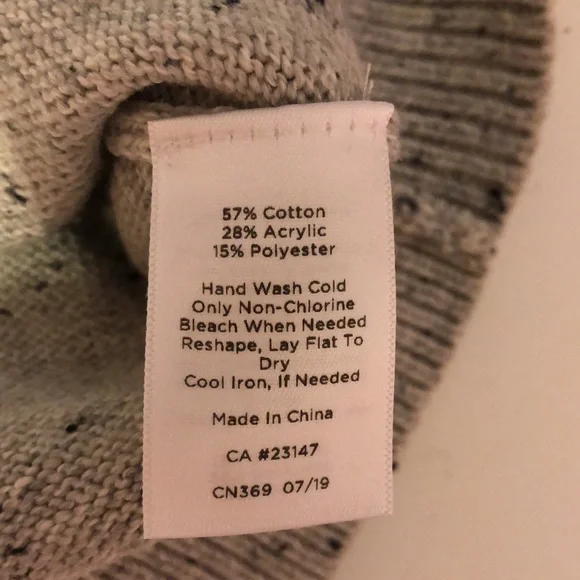 57% Cotton
28% Acrylic
15% Polyester
Hand Wash Cold
Only Non-Chlorine
Bleach When Needed
Reshape, Lay Flat To
Dry
Cool Iron, If Needed
Made In China
CA #23147
CN369 07/19